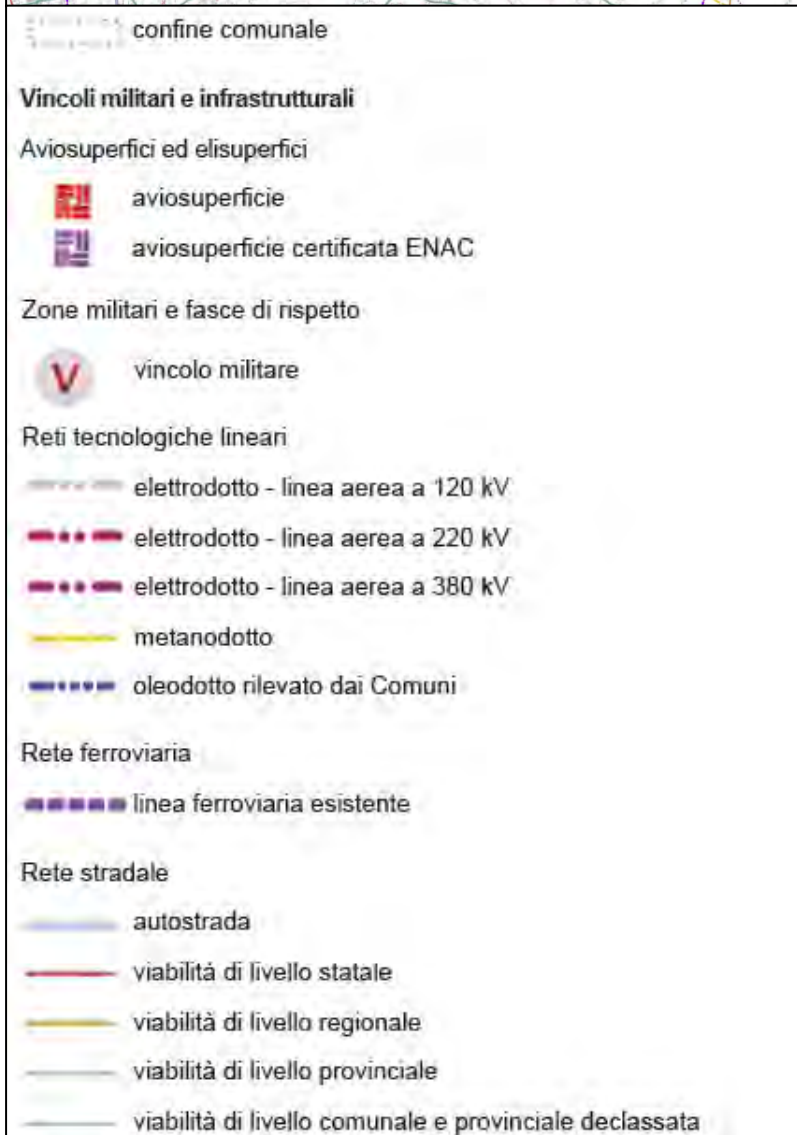 confine comunale
Vincoli militari e infrastrutturali
Aviosuperfici ed elisuperfici
aviosuperficie
aviosuperficie certificata ENAC
Zone militari e fasce di rispetto
V vincolo militare
Reti tecnologiche lineari
elettrodotto - linea aerea a 120 kV
elettrodotto - linea aerea a 220 kV
elettrodotto - linea aerea a 380 kV
metanodotto
oleodotto rilevato dai Comuni
Rete ferroviaria
linea ferroviaria esistente
Rete stradale
autostrada
viabilità di livello statale
viabilità di livello regionale
viabilità di livello provinciale
viabilità di livello comunale e provinciale declassata